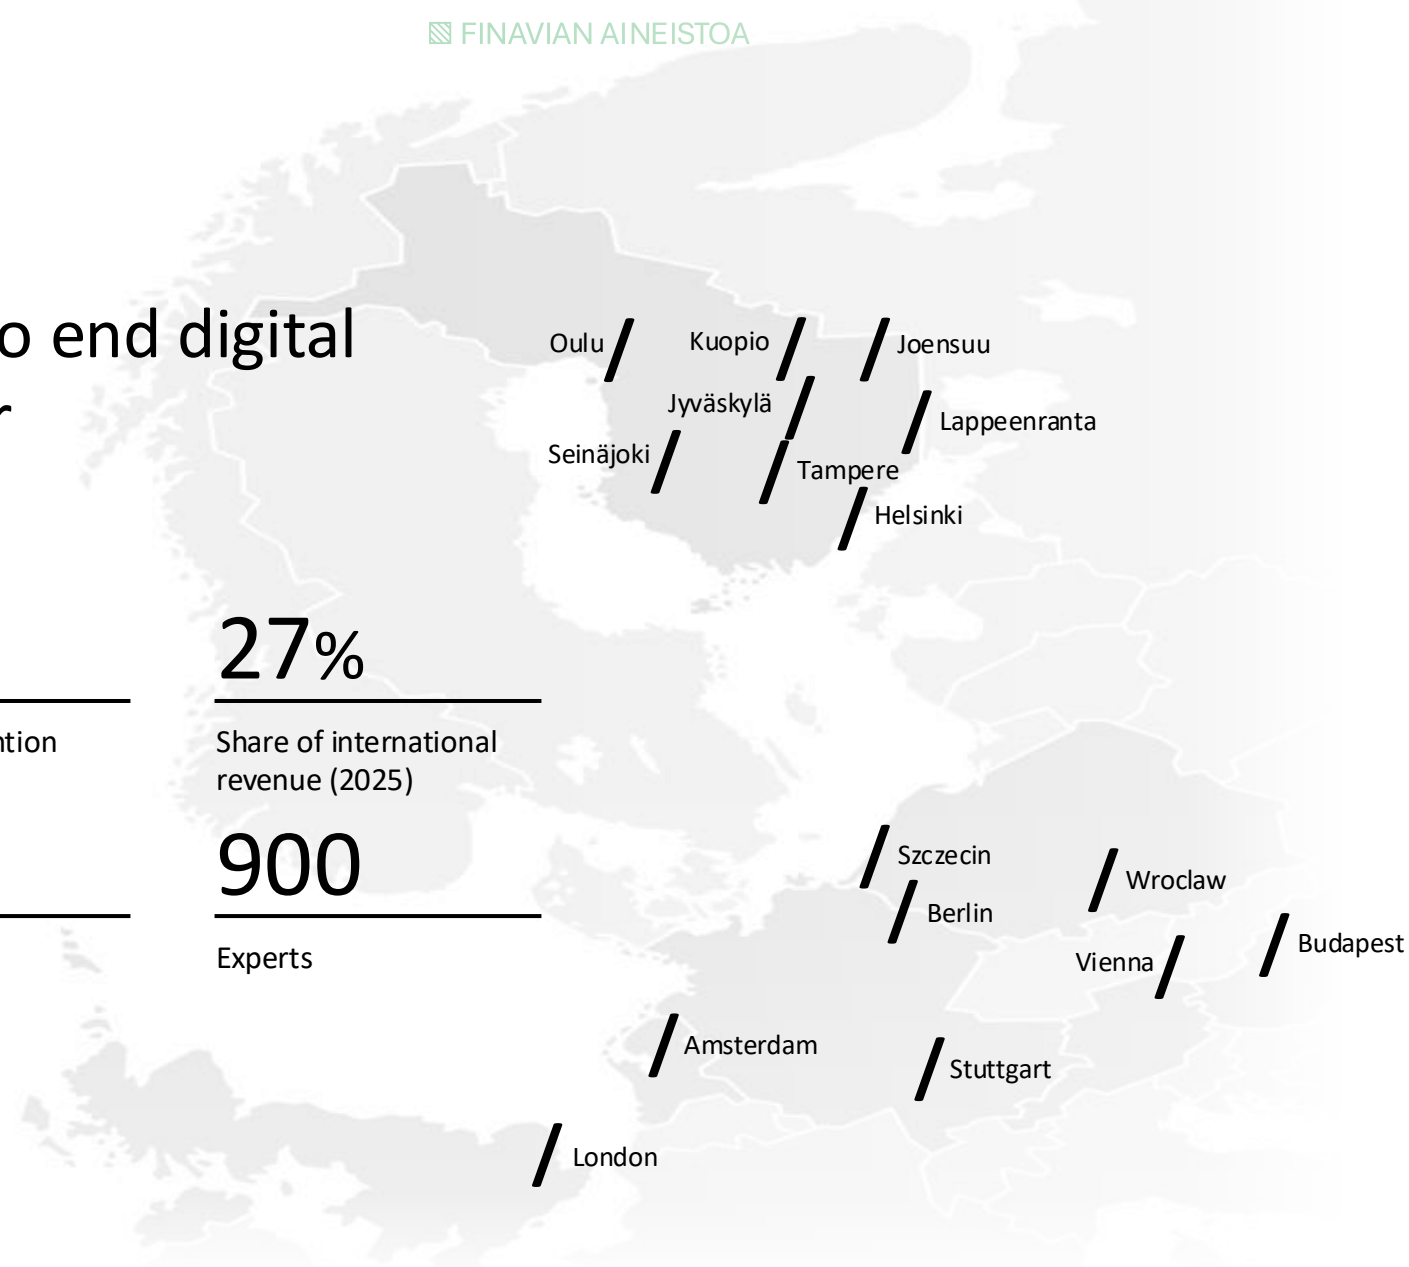 FINAVIAN AINEISTOA
o end digital
r
Oulu
Kuopio
Joensuu
Jyväskylä
Lappeenranta
Seinäjoki
Tampere
Helsinki
27%
ntion
Share of international
revenue (2025)
900
Experts
Szczecin
Wroclaw
Berlin
Budapest
Vienna
Amsterdam
Stuttgart
London